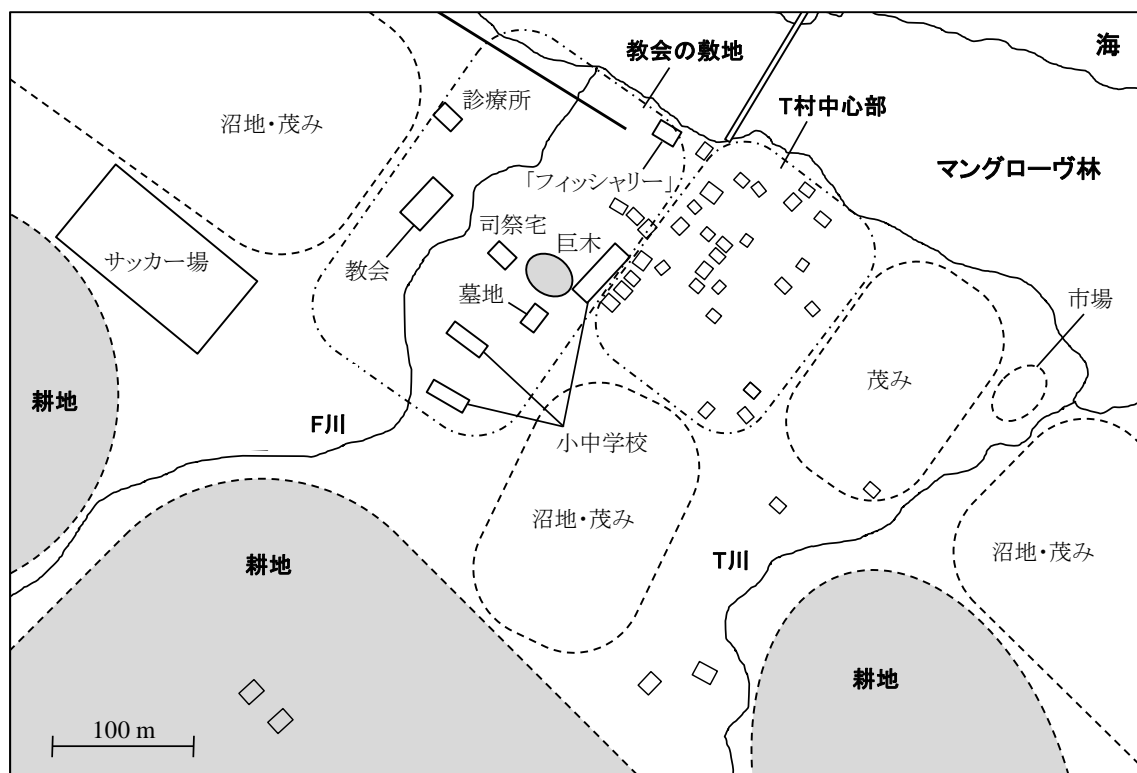 海
教会の敷地
診療所
T村中心部
沼地・茂み
マングローヴ林
「フィッシャリー」
司祭宅
巨木
サッカー場
教会
墓地
市場
茂み
耕地
F川
小中学校
沼地・茂み
沼地・茂み
耕地
T川
耕地
100 m